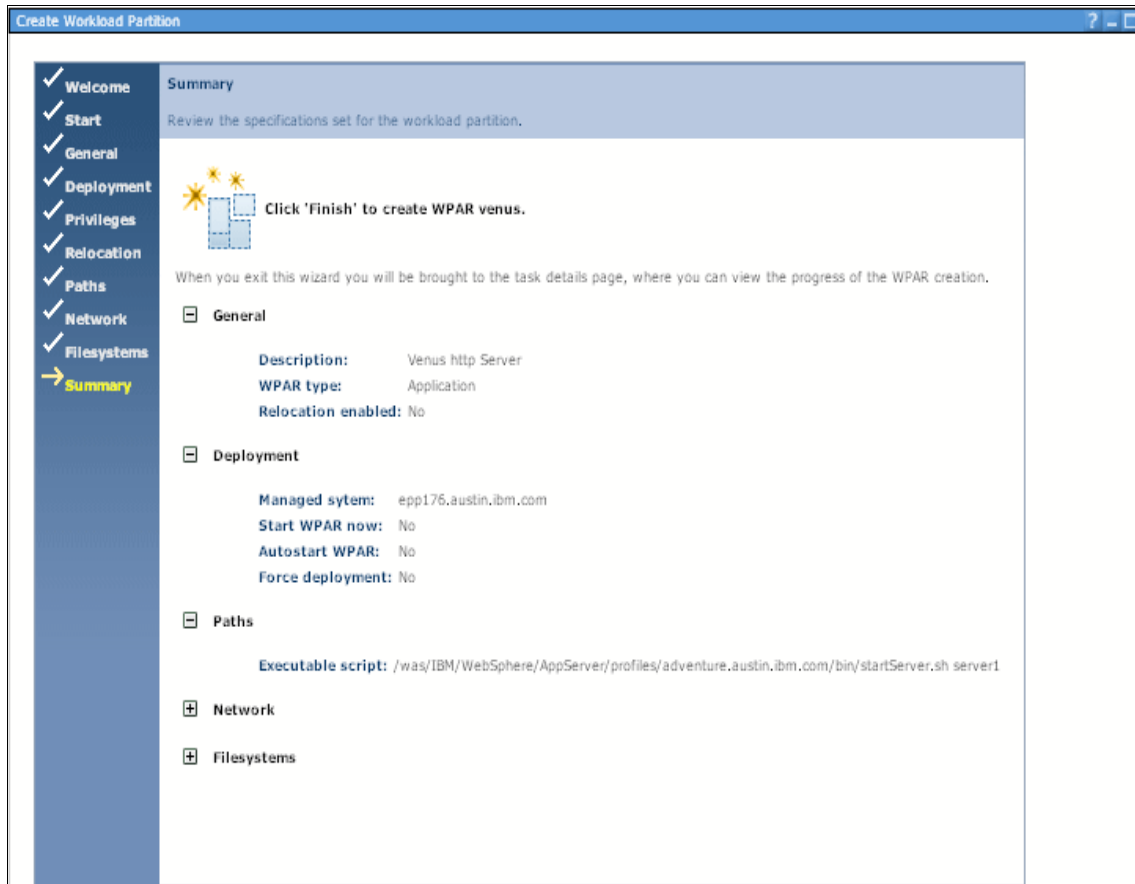 Create Workload Partition
?
Welcome
Start
General
Deployment
Privileges
Relocation
Paths
Network
Filesystems
Summary
Summary
Review the specifications set for the workload partition.
Click 'Finish' to create WPAR venus.
When you exit this wizard you will be brought to the task details page, where you can view the progress of the WPAR creation.
General
Description: Venus http Server
WPAR type: Application
Relocation enabled: No
Deployment
Managed sytem: epp176.austin.ibm.com
Start WPAR now: No
Autostart WPAR: No
Force deployment: No
Paths
Executable script: /was/IBM/WebSphere/AppServer/profiles/adventure.austin.ibm.com/bin/startServer.sh server1
Network
Filesystems